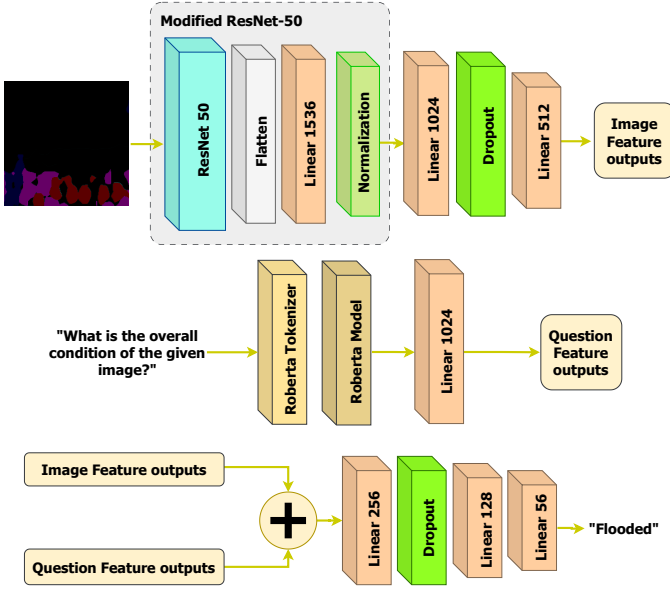 Modified ResNet-50
ResNet 50
Flatten
Linear 1536
Normalization
Linear 1024
Dropout
Linear 512
Image
Feature
outputs
"What is the overall
condition of the given
image?"
Roberta Tokenizer
Roberta Model
Linear 1024
Question
Feature
outputs
Image Feature outputs
Question Feature outputs
+
Linear 256
Dropout
Linear 128
Linear 56
"Flooded"